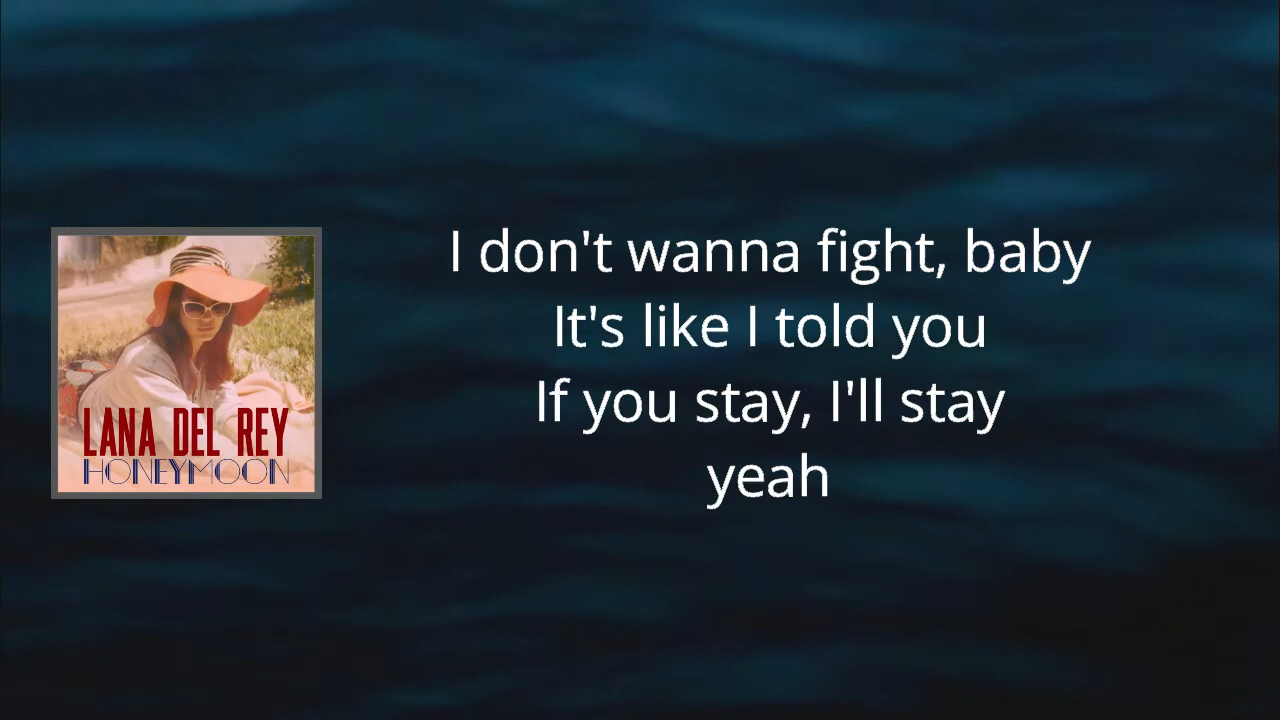 LANA DEL REY
HONEYMOON
I don't wanna fight, baby
It's like I told you
If you stay, I'll stay
yeah